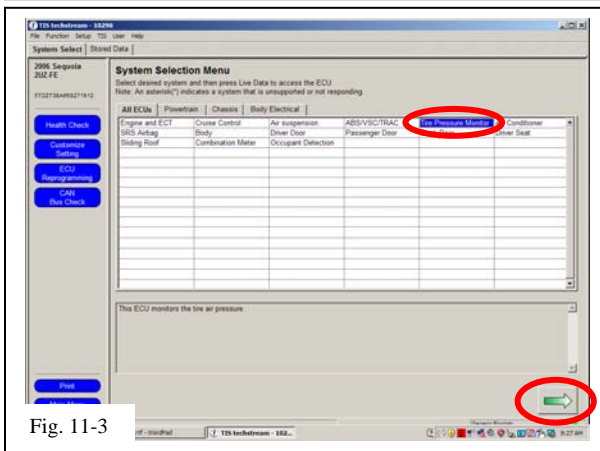 TIS techstream - 10290
File Function Setup TIS User Help
System Select Stored Data
2006 Sequoia
2UZ-FE
System Selection Menu
Select desired system and then press Live Data to access the ECU
Note: An asterisk(*) indicates a system that is unsupported or not responding.
All ECUs Powertrain Chassis Body Electrical
Engine and ECT Cruise Control Air suspension ABS/VSC/TRAC Tire Pressure Monitor Conditioner
SRS Airbag Body Driver Door Passenger Door Driver Seat
Sliding Roof Combination Meter Occupant Detection
Health Check
Customize
Setting
ECU
Reprogramming
CAN
Bus Check
This ECU monitors the tire air pressure.
Print
Main Menu
Fig. 11-3
WordPad TIS techstream - 102... 9:27 AM